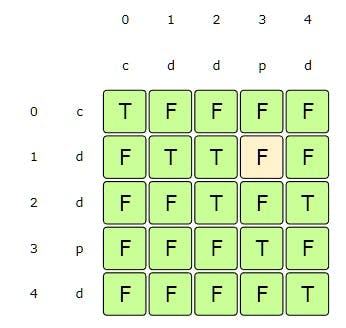 0 1 2 3 4
c d d p d
0 c T F F F F
1 d F T T F F
2 d F F T F T
3 p F F F T F
4 d F F F F T